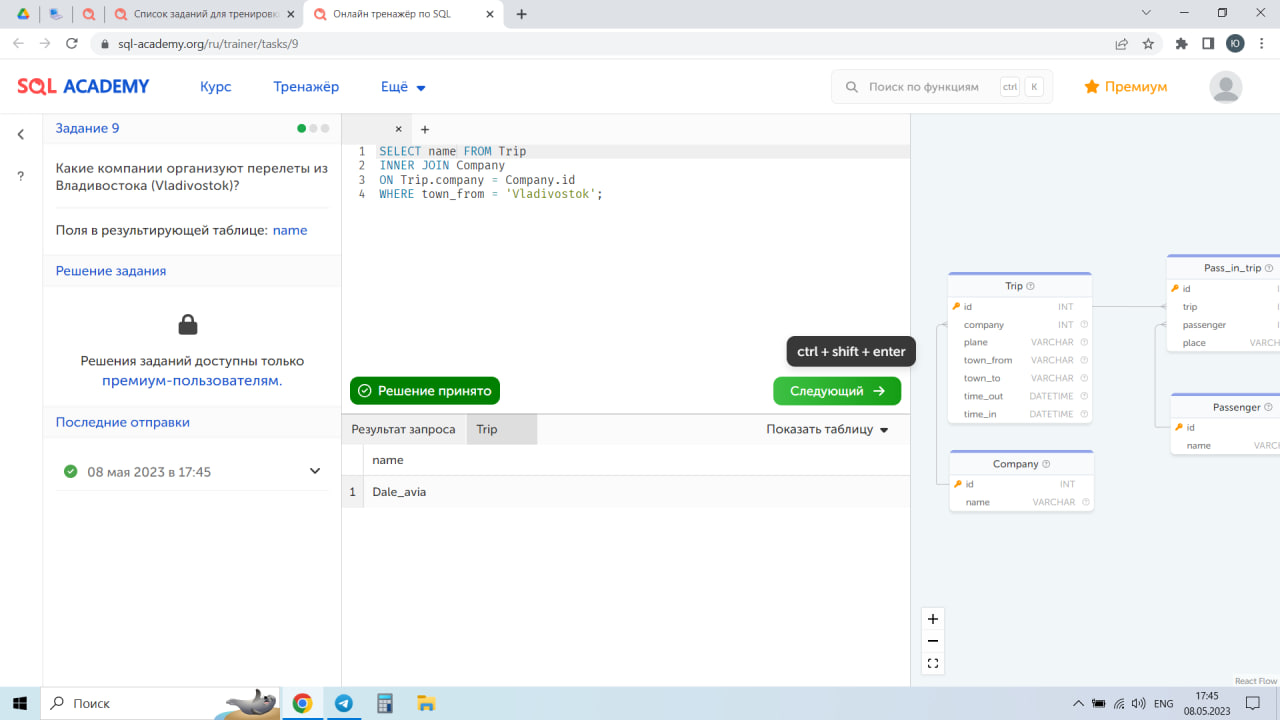 Список заданий для тренировк
Онлайн тренажёр по SQL
sql-academy.org/ru/trainer/tasks/9
Ю
SQL ACADEMY
Курс
Тренажёр
Ещё
Поиск по функциям
ctrl
K
Премиум
Задание 9
?
Какие компании организуют перелеты из
Владивостока (Vladivostok)?
Поля в результирующей таблице: name
Решение задания
Решения заданий доступны только
премиум-пользователям.
Последние отправки
08 мая 2023 в 17:45
1 SELECT name FROM Trip
2 INNER JOIN Company
3 ON Trip.company = Company.id
4 WHERE town_from = 'Vladivostok';
ctrl + shift + enter
Решение принято
Следующий
Результат запроса
Trip
Показать таблицу
name
1 Dale_avia
Trip
id INT
company INT
plane VARCHAR
town_from VARCHAR
town_to VARCHAR
time_out DATETIME
time_in DATETIME
Company
id INT
name VARCHAR
Pass_in_trip
id I
trip I
passenger I
place VARCH
Passenger
id
name VARC
React Flow
Поиск
ENG
17:45
08.05.2023